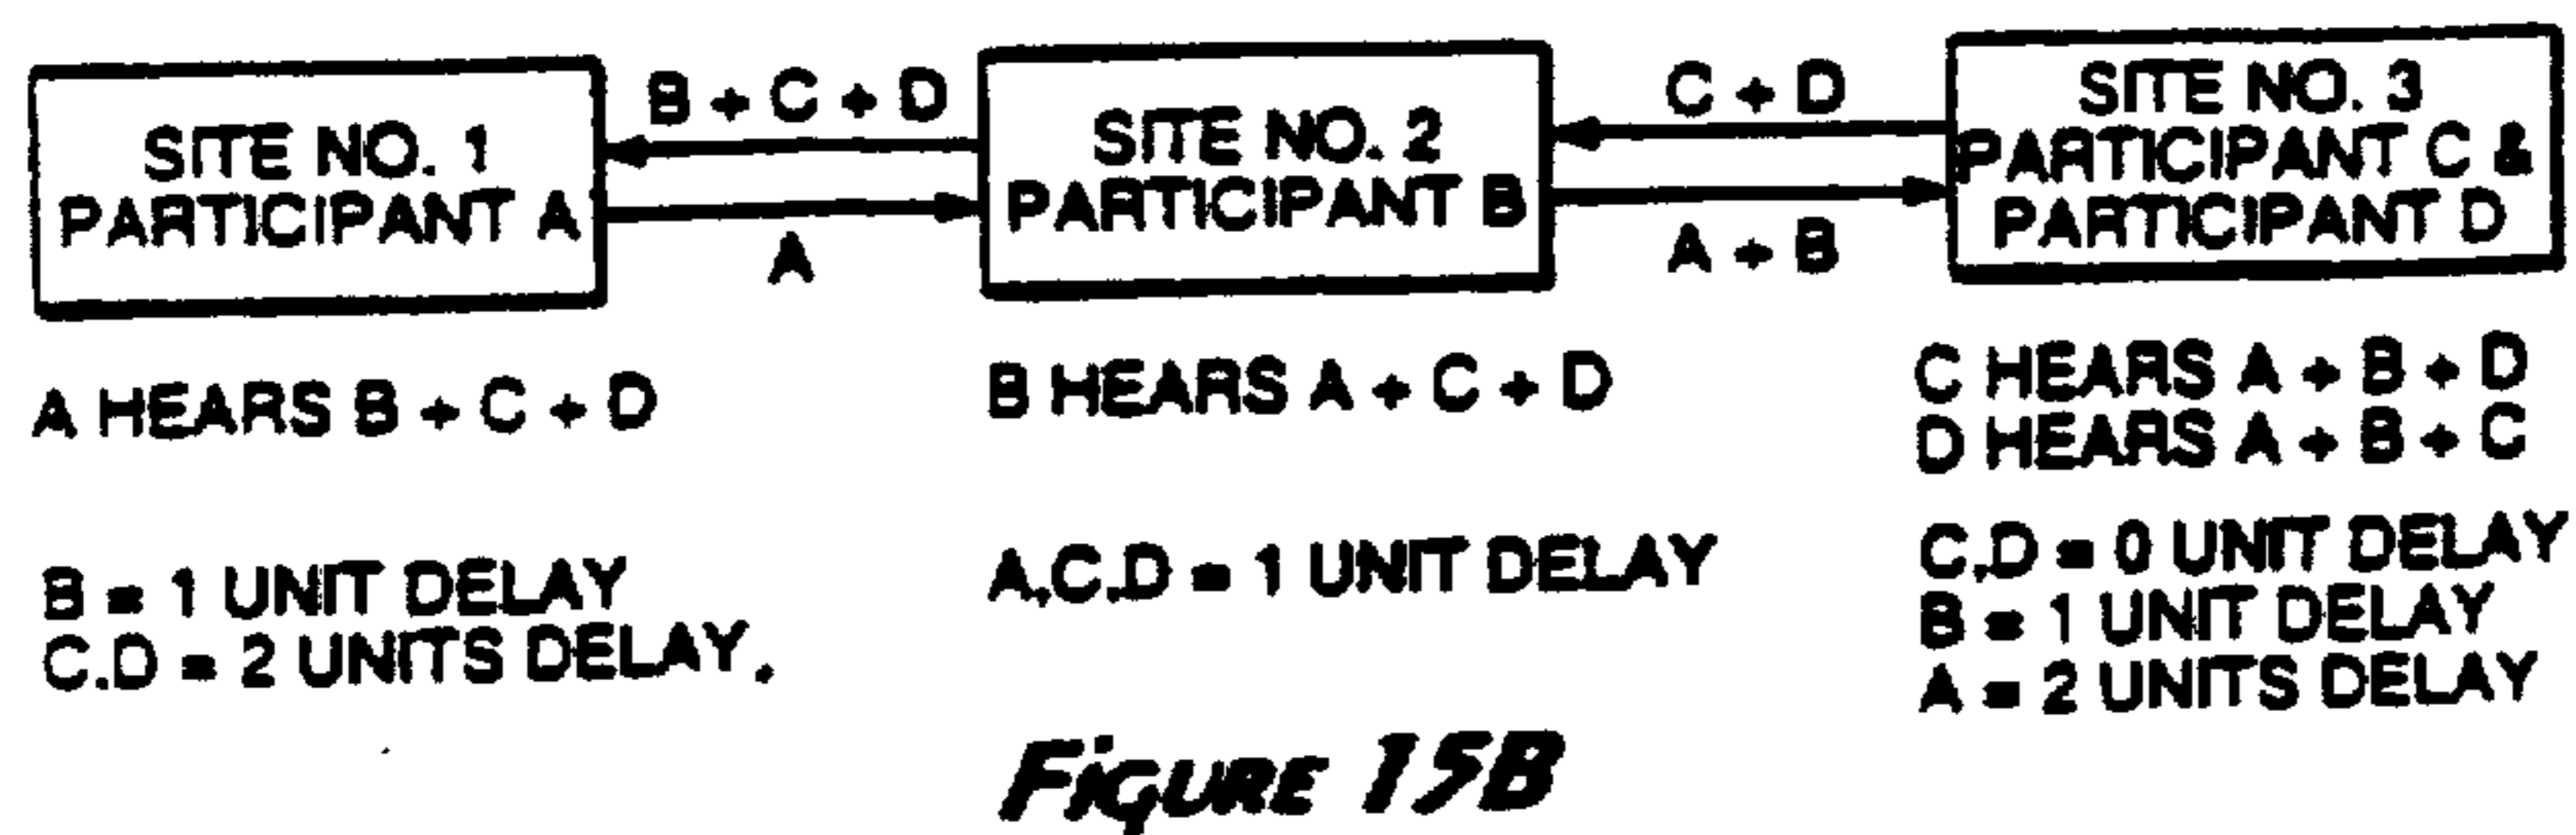 SITE NO. 1
PARTICIPANT A
B + C + D
A
SITE NO. 2
PARTICIPANT B
C + D
A + B
SITE NO. 3
PARTICIPANT C &
PARTICIPANT D
A HEARS B + C + D
B HEARS A + C + D
C HEARS A + B + D
D HEARS A + B + C
B = 1 UNIT DELAY
C.D = 2 UNITS DELAY.
A,C,D = 1 UNIT DELAY
C,D = 0 UNIT DELAY
B = 1 UNIT DELAY
A = 2 UNITS DELAY
FIGURE 15B